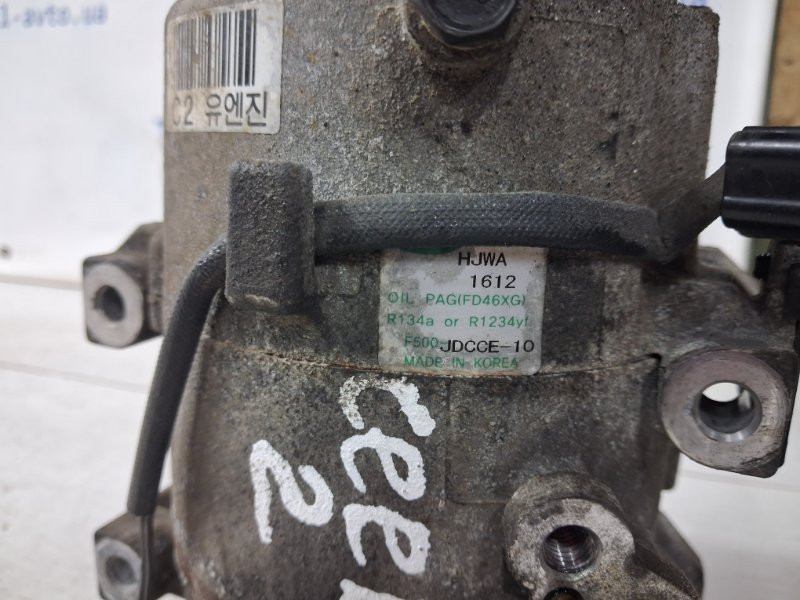 l-avto.ua
C2 유엔진
HJWA
1612
OIL PAG(FD46XG)
R134a or R1234yf
F500-JDCCE-10
MADE IN KOREA
cee
2